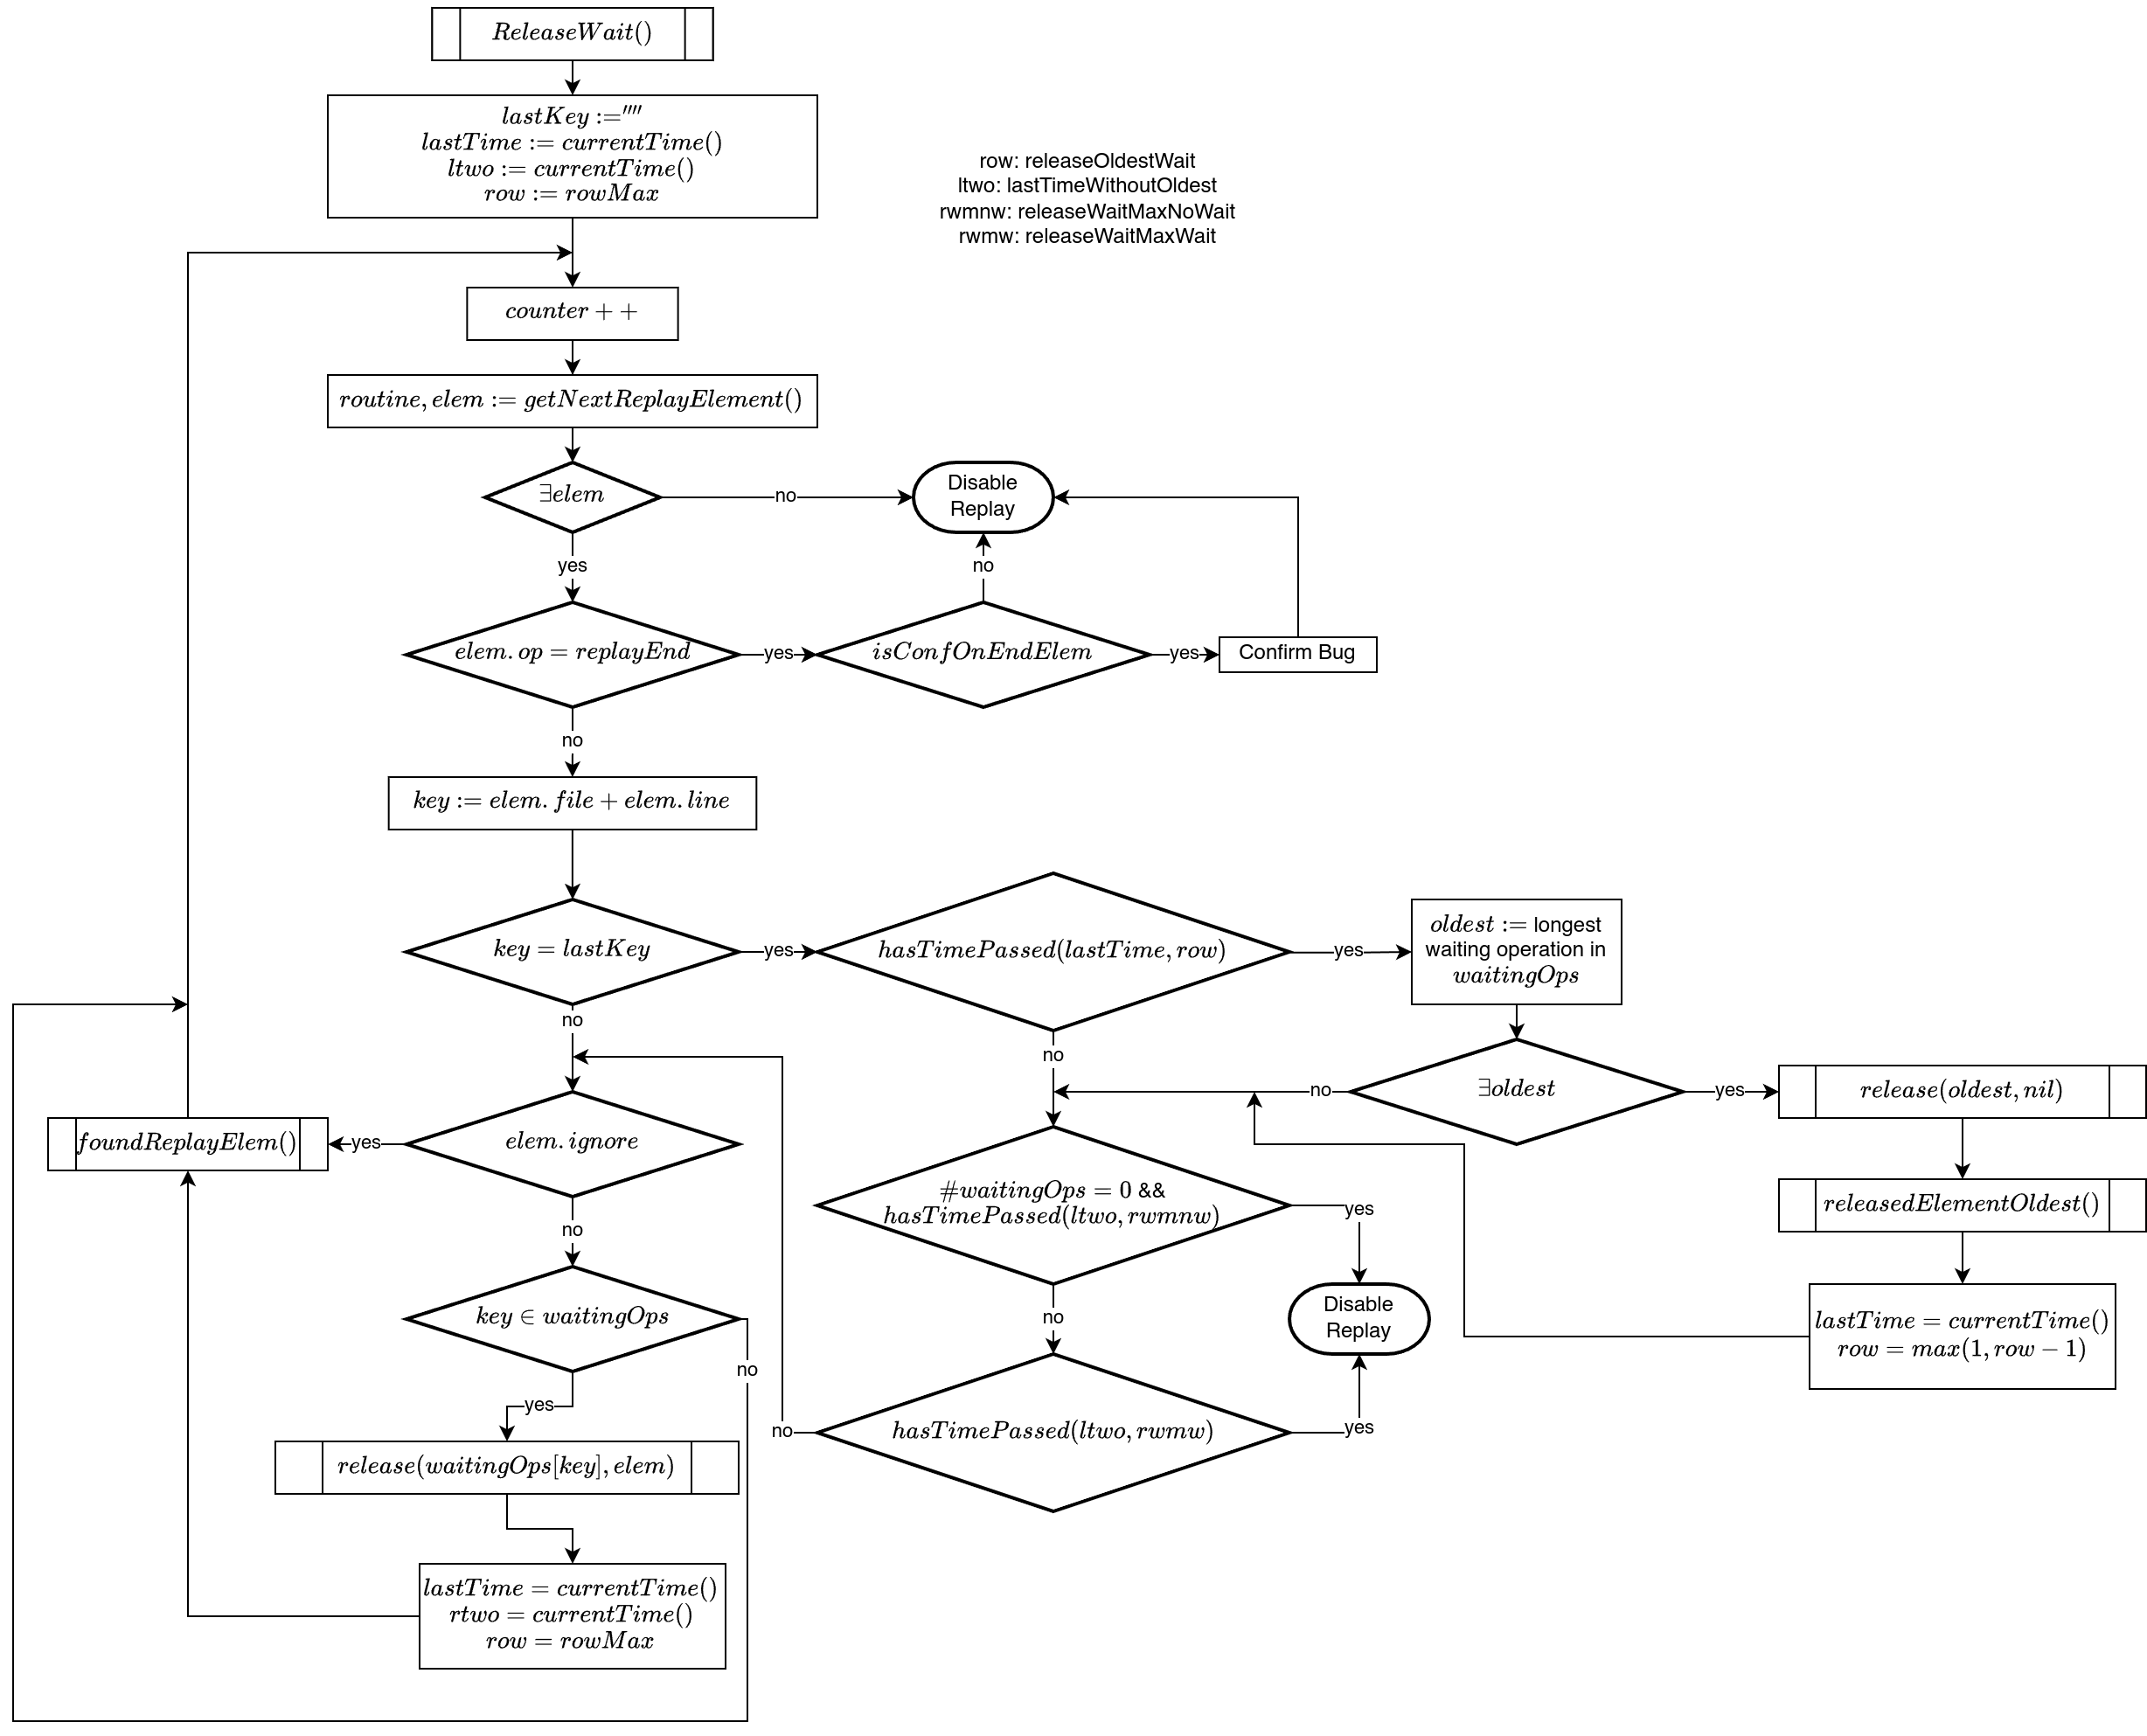 ReleaseWait()
lastKey :=""
lastTime := currentTime()
ltwo := currentTime()
row := rowMax
row: releaseOldestWait
ltwo: lastTimeWithoutOldest
rwmnw: releaseWaitMaxNoWait
rwmw: releaseWaitMaxWait
counter + +
routine, elem := getNextReplayElement()
∃elem
no
Disable
Replay
yes
no
elem.op = replayEnd
yes
isConfOnEndElem
yes
Confirm Bug
no
key := elem.file + elem.line
key = lastKey
yes
hasTimePassed(lastTime, row)
yes
oldest := longest
waiting operation in
waitingOps
no
no
∃oldest
no
yes
release(oldest, nil)
foundReplayElem()
yes
elem.ignore
no
#waitingOps = 0 &&
hasTimePassed(ltwo, rwmnw)
yes
releasedElementOldest()
key ∈ waitingOps
no
no
Disable
Replay
lastTime = currentTime()
row = max(1, row − 1)
yes
hasTimePassed(ltwo, rwmw)
no
yes
release(waitingOps[key], elem)
lastTime = currentTime()
rtwo = currentTime()
row = rowMax